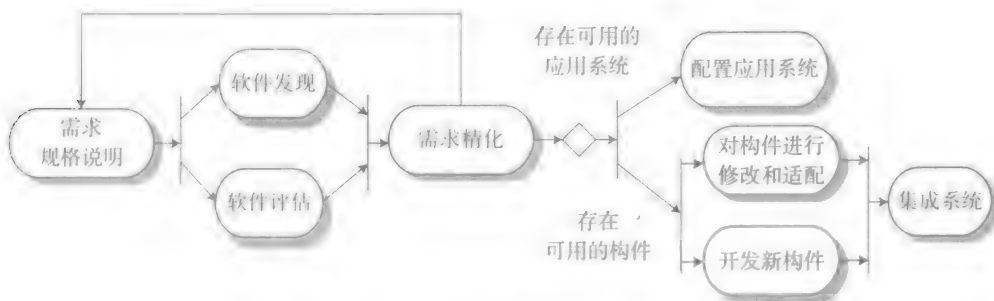 存在可用的
应用系统
配置应用系统
软件发现
需求
规格说明
需求精化
对构件进行
修改和适配
软件评估
存在
可用的构件
集成系统
开发新构件